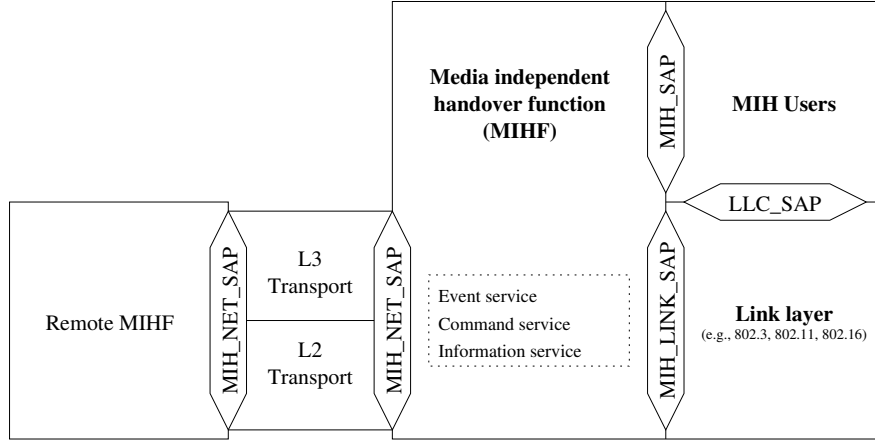 Media independent
handover function
(MIHF)
MIH_SAP
MIH Users
LLC_SAP
Remote MIHF
MIH_NET_SAP
L3
Transport
L2
Transport
MIH_NET_SAP
Event service
Command service
Information service
MIH_LINK_SAP
Link layer
(e.g., 802.3, 802.11, 802.16)